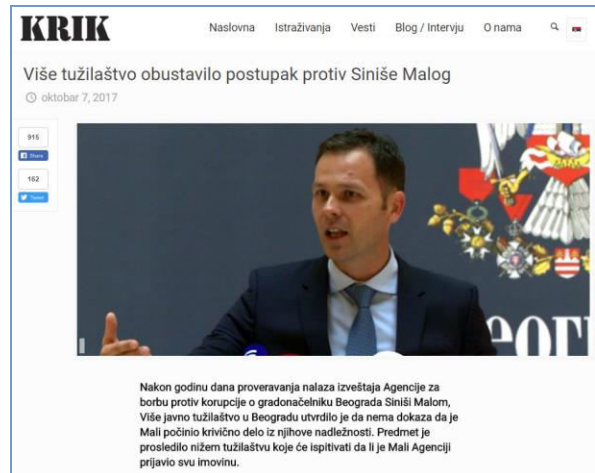 KRIK
Naslovna Istraživanja Vesti Blog / Intervju O nama
Više tužilaštvo obustavilo postupak protiv Siniše Malog
oktobar 7, 2017
915
Share
162
Tweet
Nakon godinu dana proveravanja nalaza izveštaja Agencije za
borbu protiv korupcije o gradonačelniku Beograda Siniši Malom,
Više javno tužilaštvo u Beogradu utvrdilo je da nema dokaza da je
Mali počinio krivično delo iz njihove nadležnosti. Predmet je
prosledilo nižem tužilaštvu koje će ispitivati da li je Mali Agenciji
prijavio svu imovinu.